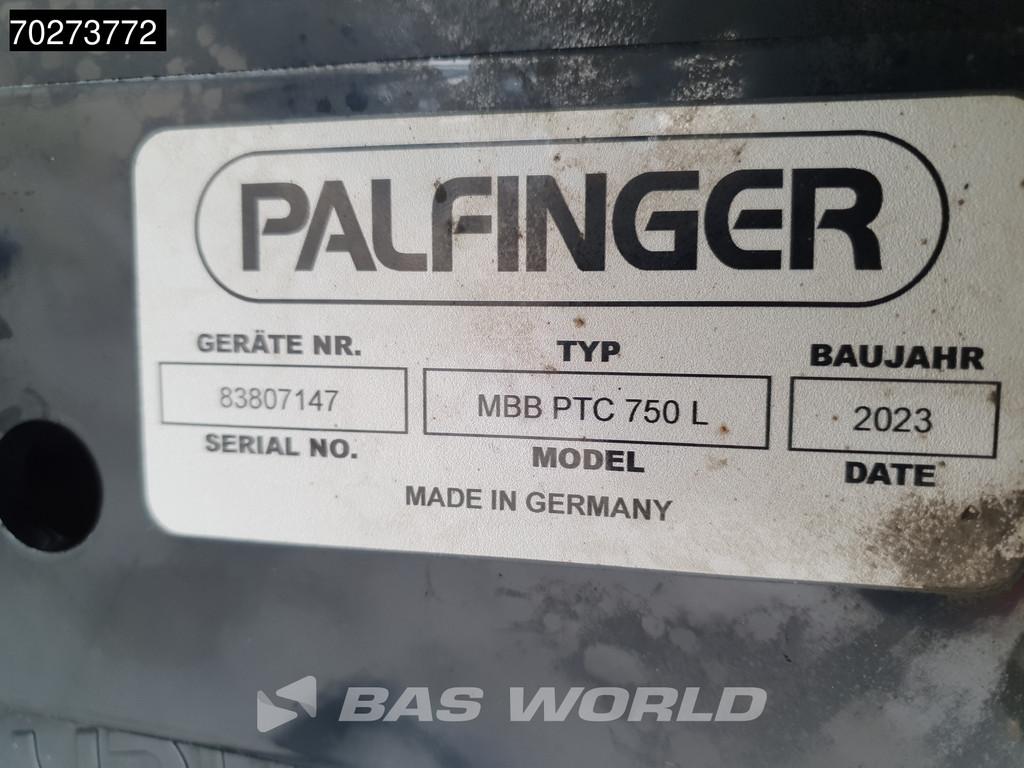 70273772
PALFINGER
GERÄTE NR. TYP BAUJAHR
83807147 MBB PTC 750 L 2023
SERIAL NO. MODEL DATE
MADE IN GERMANY
BAS WORLD